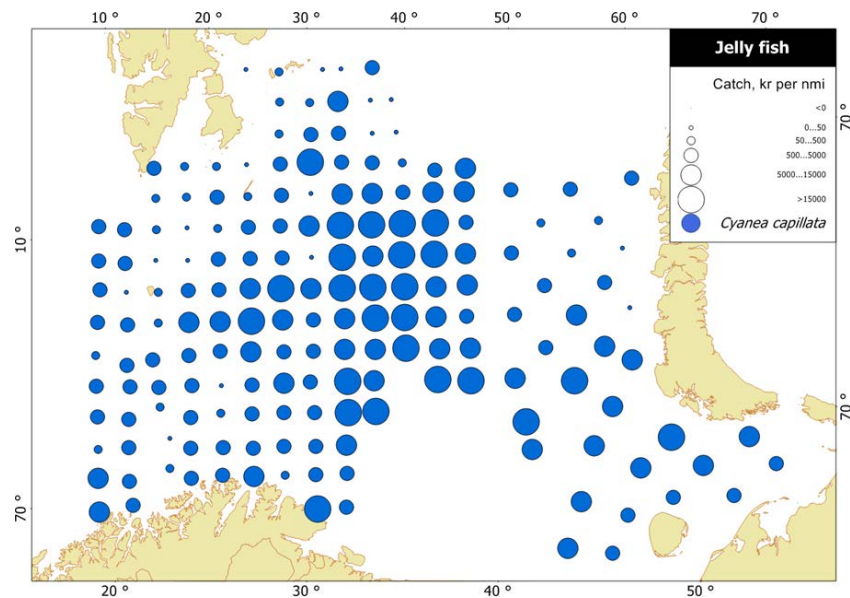 10 ° 20 ° 30 ° 40 ° 50 ° 60 ° 70 °
Jelly fish
Catch, kr per nmi
<0
0...50
50...500
500...5000
5000...15000
>15000
Cyanea capillata
70 °
10 °
70 °
70 °
20 ° 30 ° 40 ° 50 °